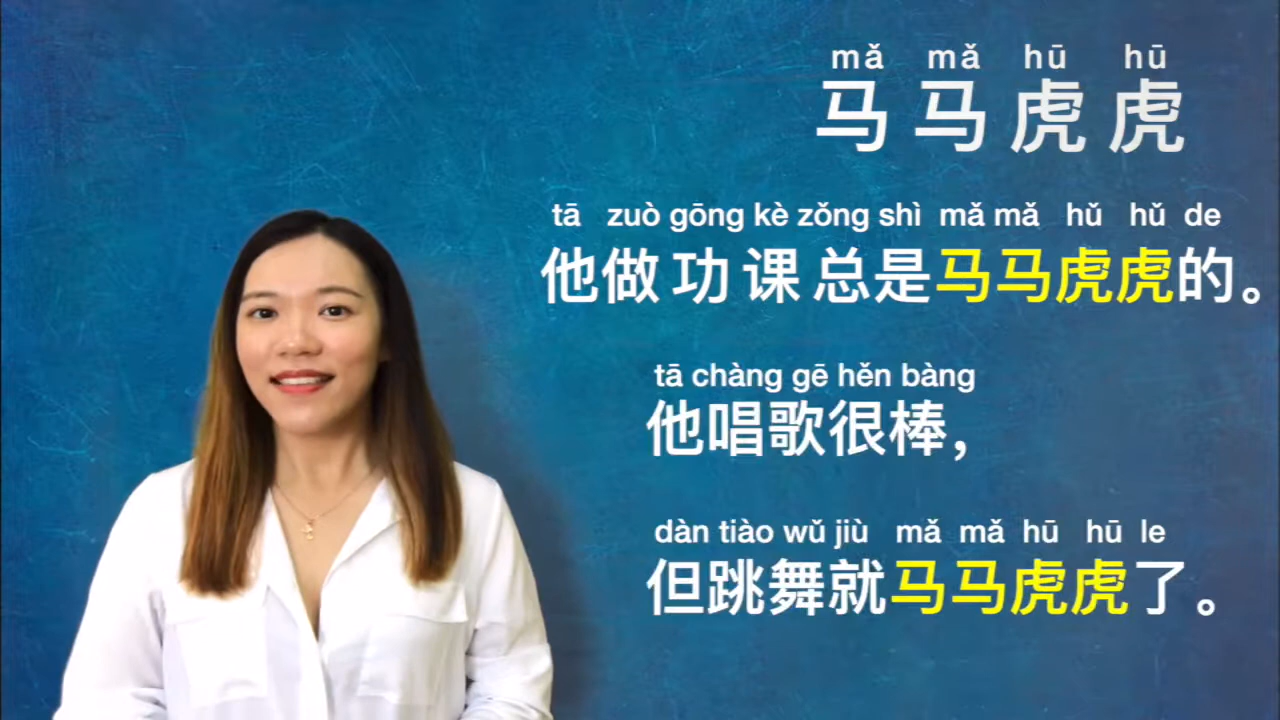 mǎ mǎ hū hū
马马虎虎
tā zuò gōng kè zǒng shì mǎ mǎ hǔ hǔ de
他做功课总是马马虎虎的。
tā chàng gē hěn bàng
他唱歌很棒，
dàn tiào wǔ jiù mǎ mǎ hū hū le
但跳舞就马马虎虎了。